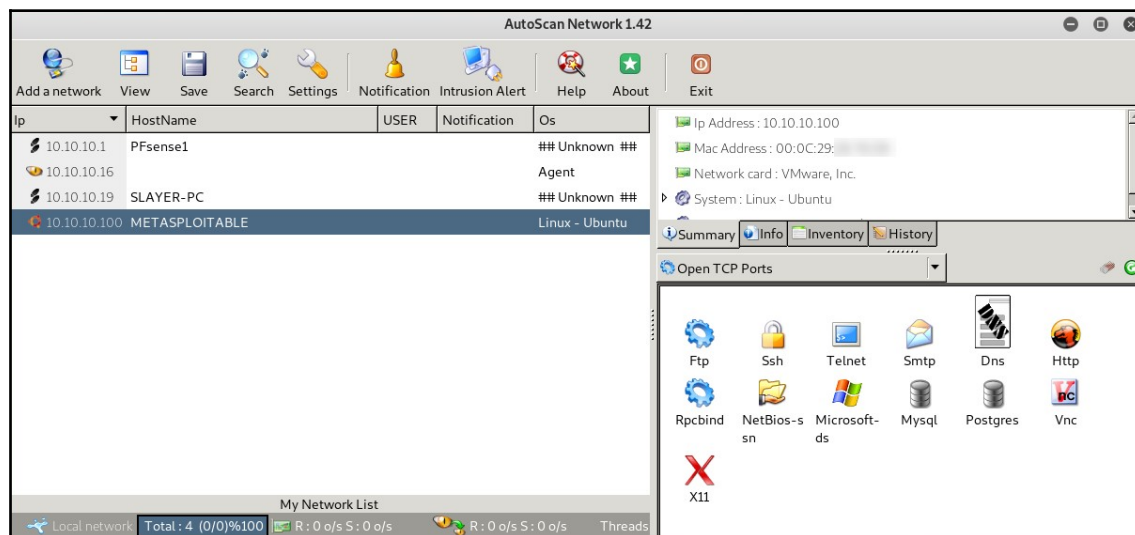 AutoScan Network 1.42
Add a network View Save Search Settings Notification Intrusion Alert Help About Exit
Ip HostName USER Notification Os
10.10.10.1 PFsense1 ## Unknown ##
10.10.10.16 Agent
10.10.10.19 SLAYER-PC ## Unknown ##
10.10.10.100 METASPLOITABLE Linux - Ubuntu
My Network List
Local network Total : 4 (0/0)%100 R : 0 o/s S : 0 o/s R : 0 o/s S : 0 o/s Threads
Ip Address : 10.10.10.100
Mac Address : 00:0C:29:
Network card : VMware, Inc.
System : Linux - Ubuntu
Summary Info Inventory History
Open TCP Ports
Ftp Ssh Telnet Smtp Dns Http
DNS
Rpcbind NetBios-s
sn Microsoft-
ds Mysql Postgres Vnc
X11